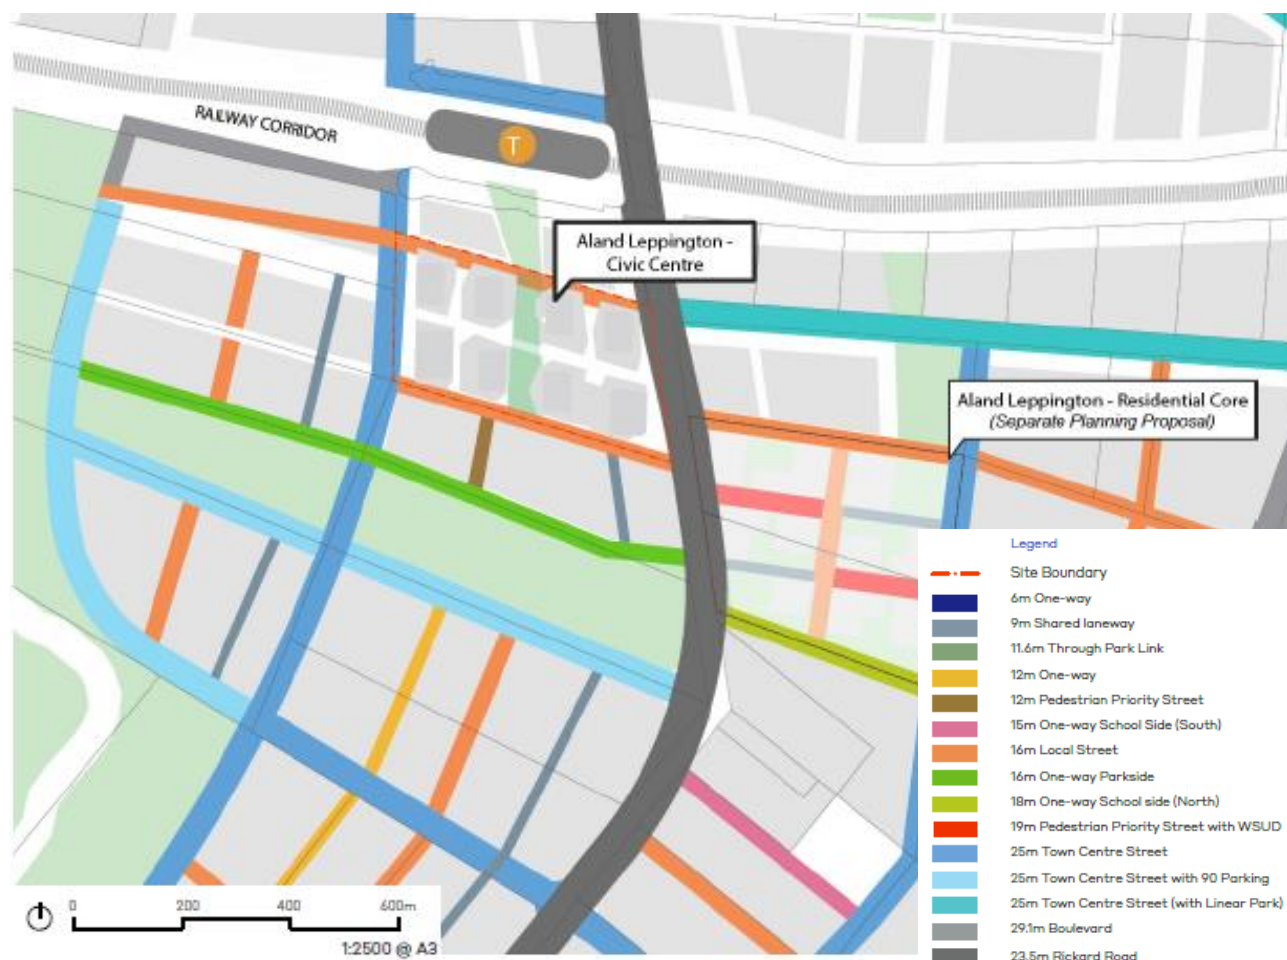 RAILWAY CORRIDOR
T
Aland Leppington -
Civic Centre
Aland Leppington - Residential Core
(Separate Planning Proposal)
Legend
Site Boundary
6m One-way
9m Shared laneway
11.6m Through Park Link
12m One-way
12m Pedestrian Priority Street
15m One-way School Side (South)
16m Local Street
16m One-way Parkside
18m One-way School side (North)
19m Pedestrian Priority Street with WSUD
25m Town Centre Street
25m Town Centre Street with 90 Parking
25m Town Centre Street (with Linear Park)
29.1m Boulevard
23.5m Rickard Road
0 200 400 600m
1:2500 @ A3